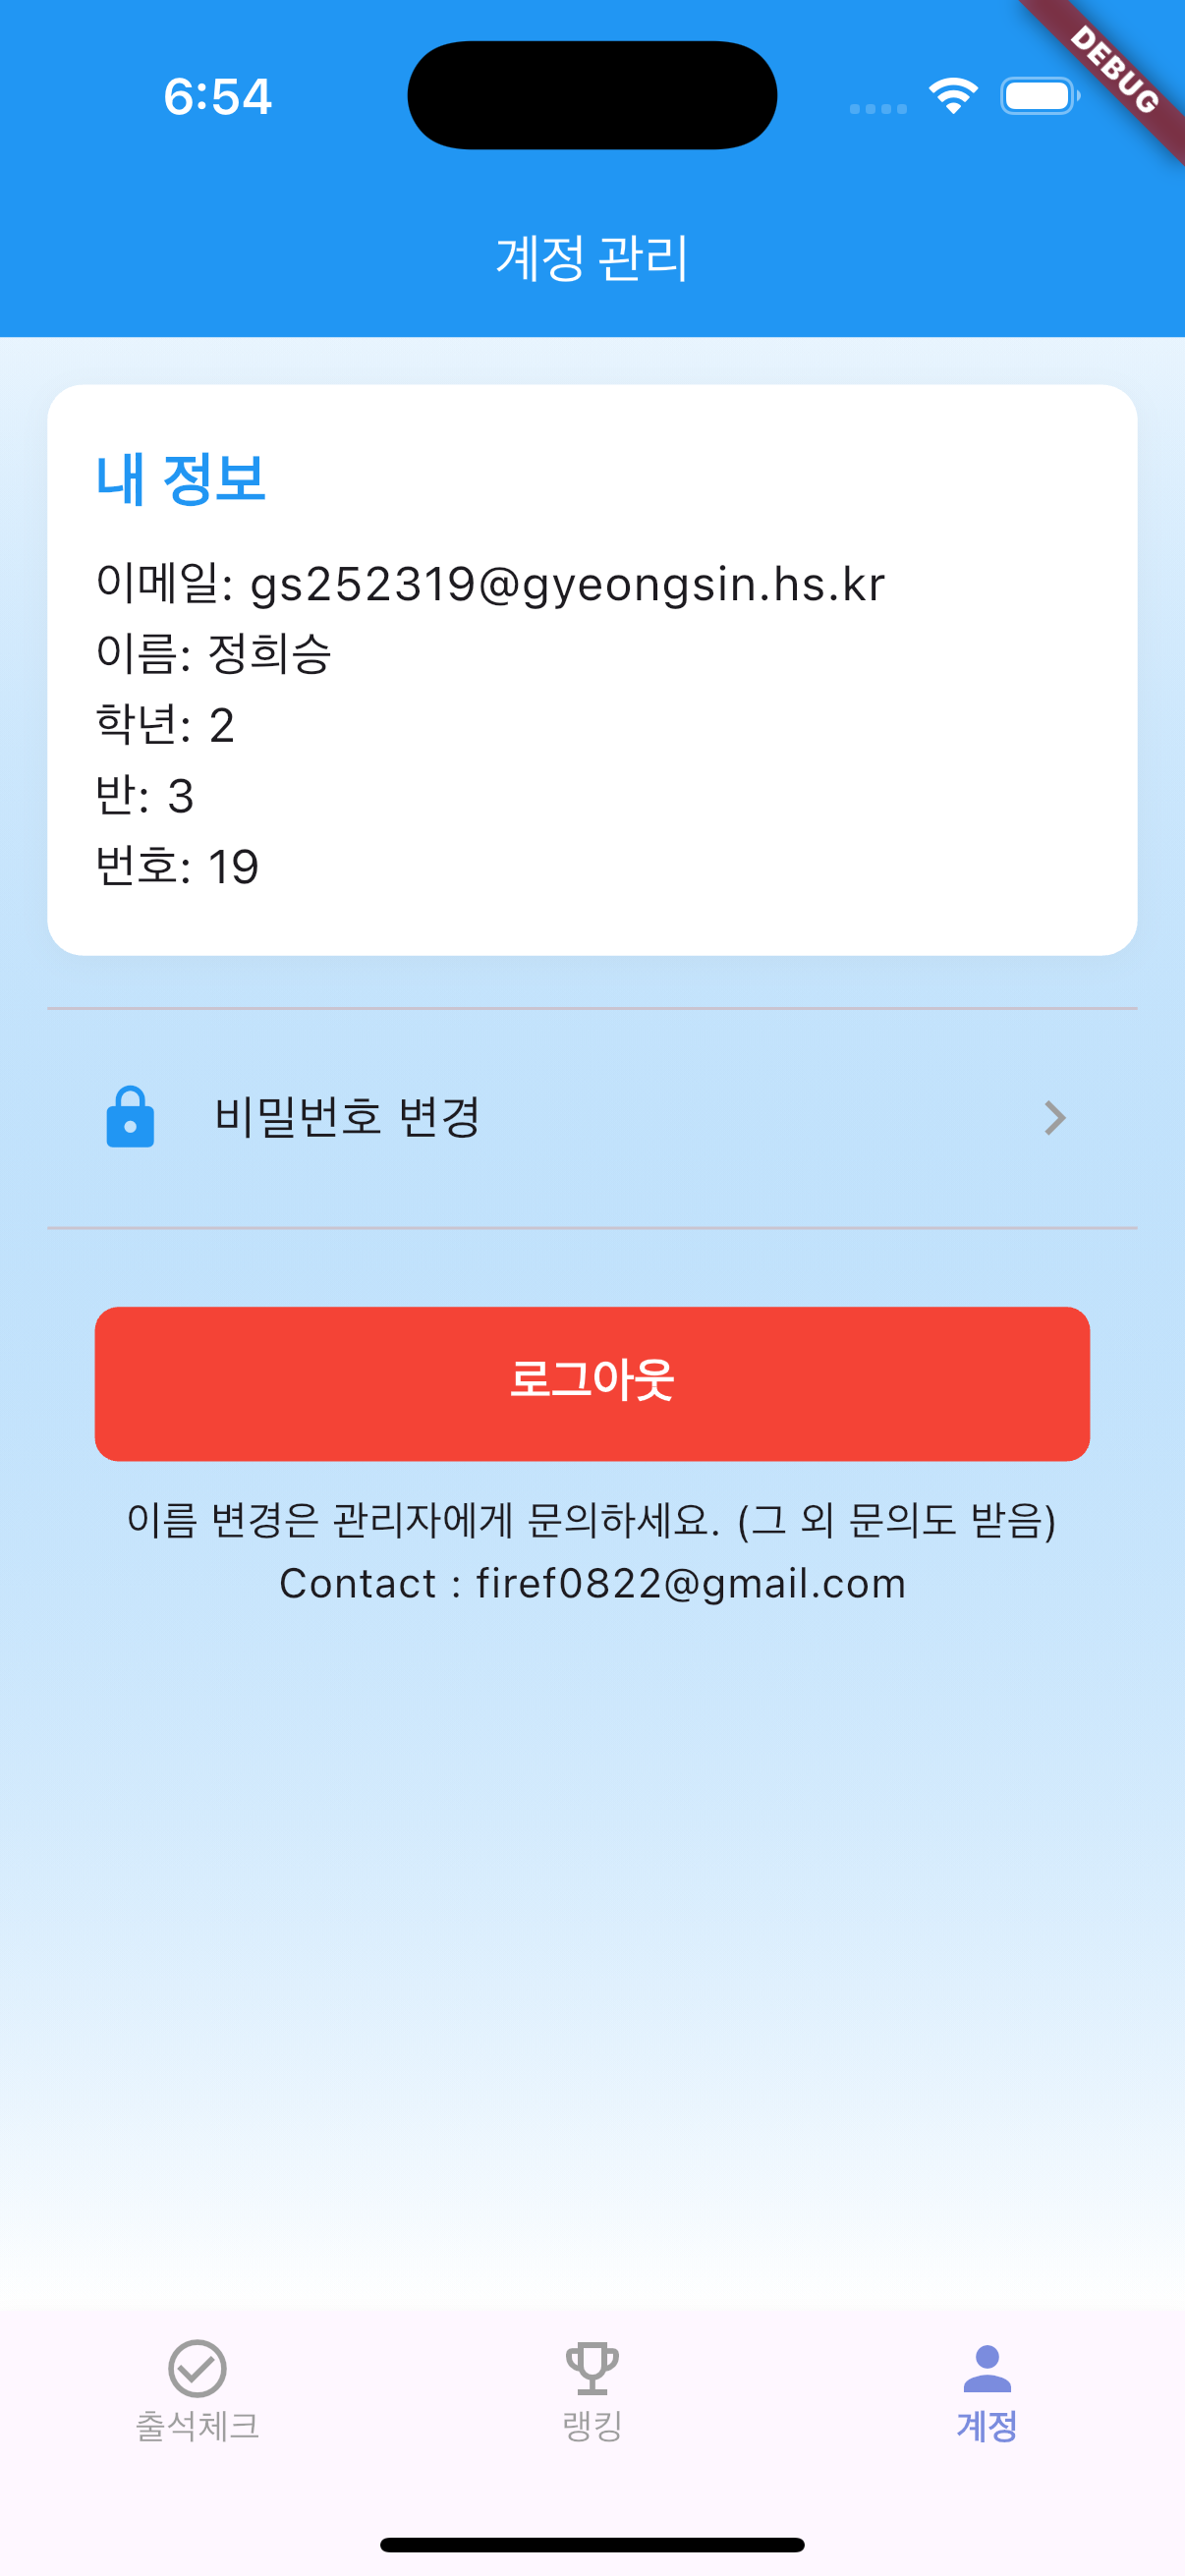 6:54
DEBUG
계정 관리
내 정보
이메일: gs252319@gyeongsin.hs.kr
이름: 정희승
학년: 2
반: 3
번호: 19
비밀번호 변경
로그아웃
이름 변경은 관리자에게 문의하세요. (그 외 문의도 받음)
Contact : firef0822@gmail.com
출석체크
랭킹
계정